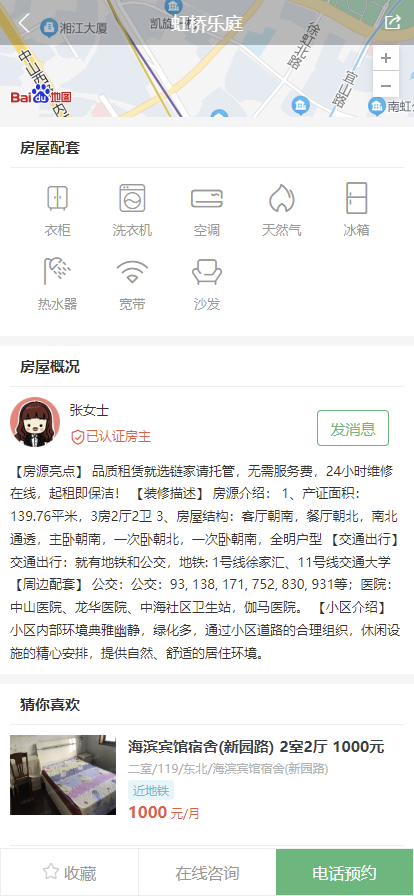 湘江大厦
凯旋
虹桥乐庭
徐虹中路
宜山路
中山西路
Bai du 地图
南虹
+
−
房屋配套
衣柜
洗衣机
空调
天然气
冰箱
热水器
宽带
沙发
房屋概况
张女士
已认证房主
发消息
【房源亮点】 品质租赁就选链家请托管，无需服务费，24小时维修
在线，起租即保洁！ 【装修描述】 房源介绍： 1、产证面积：
139.76平米，3房2厅2卫 3、房屋结构：客厅朝南，餐厅朝北，南北
通透，主卧朝南，一次卧朝北，一次卧朝南，全明户型 【交通出行】
交通出行：就有地铁和公交，地铁: 1号线徐家汇、11号线交通大学
【周边配套】 公交：公交：93, 138, 171, 752, 830, 931等；医院：
中山医院、龙华医院、中海社区卫生站，伽马医院。 【小区介绍】
小区内部环境典雅幽静，绿化多，通过小区道路的合理组织，休闲设
施的精心安排，提供自然、舒适的居住环境。
猜你喜欢
海滨宾馆宿舍(新园路) 2室2厅 1000元
二室/119/东北/海滨宾馆宿舍(新园路)
近地铁
1000 元/月
收藏
在线咨询
电话预约